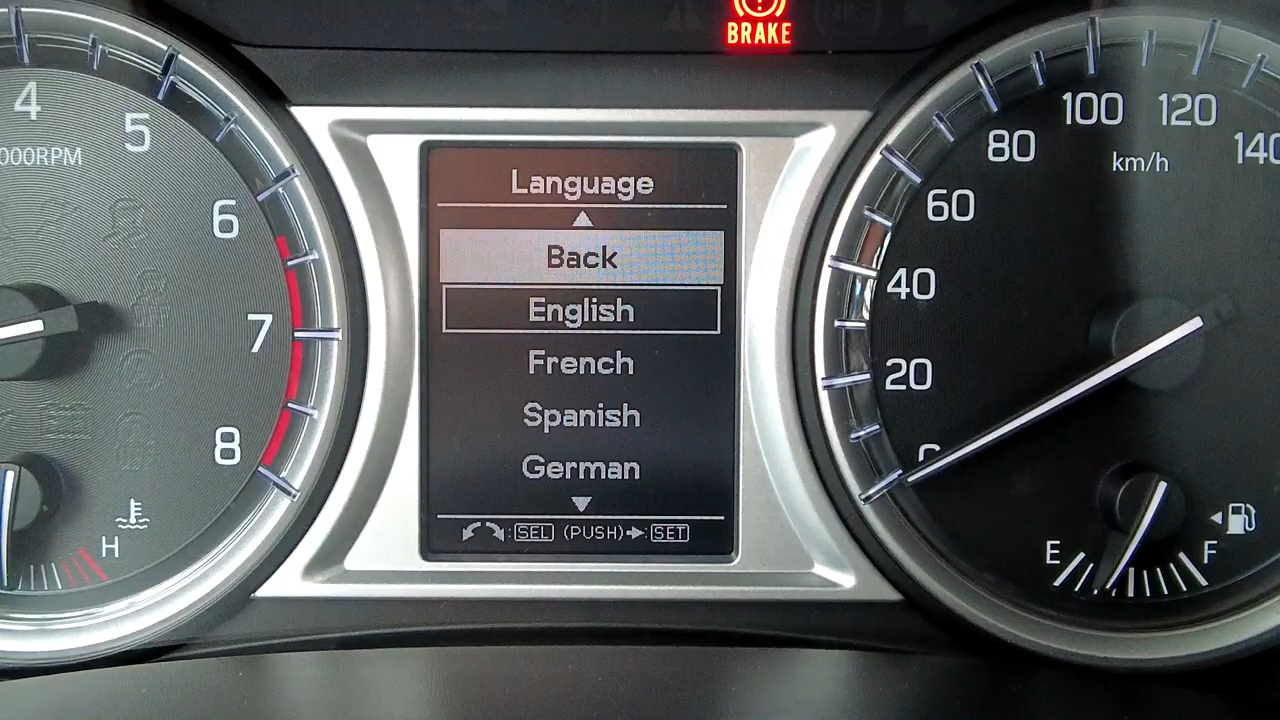 BRAKE
4
5
000RPM
6
7
8
H
Language
Back
English
French
Spanish
German
:SEL (PUSH)➡:SET
0
20
40
60
80
100
120
140
km/h
E
F